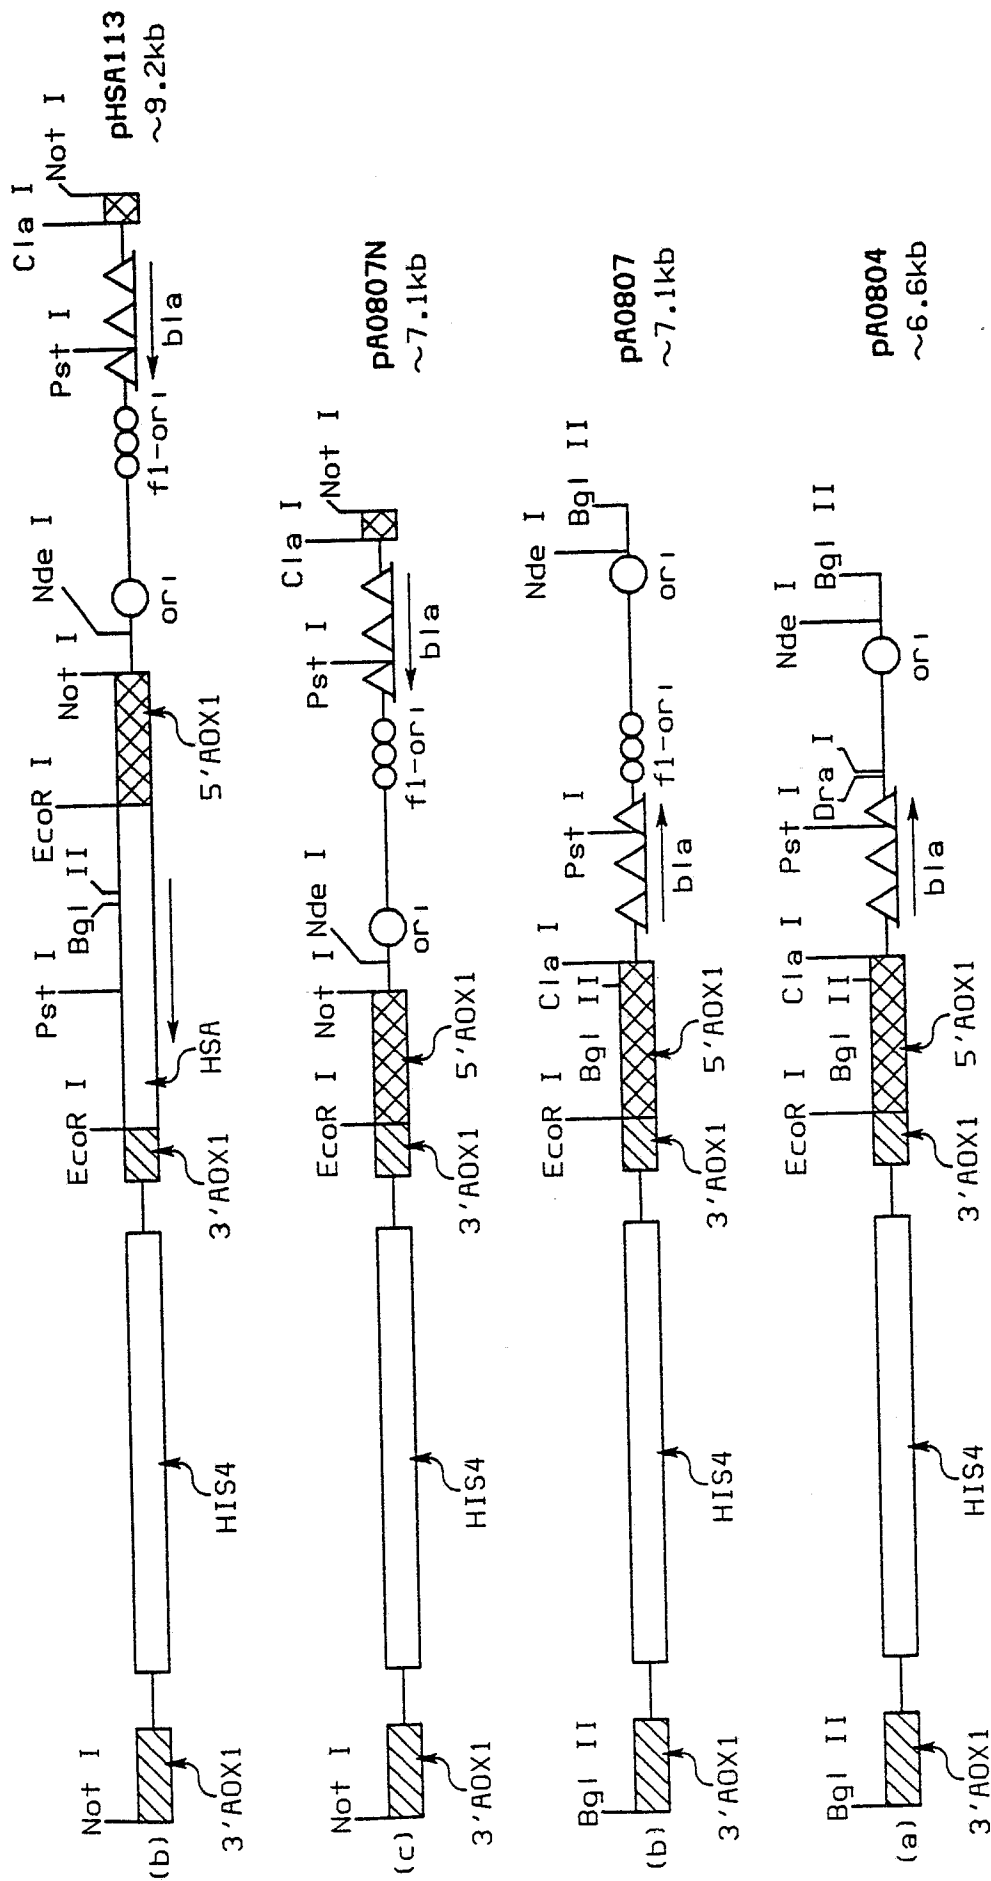 Not I
EcoR I
Pst I
Bgl II
EcoR I
Not I
Nde I
Pst I
Cla I
Not I
(b)
3'AOX1
HIS4
3'AOX1
HSA
5'AOX1
ori
f1-ori
bla
pHSA113
~9.2kb
Not I
EcoR I
Not I
Nde I
Pst I
Cla I
Not I
(c)
3'AOX1
HIS4
3'AOX1
5'AOX1
ori
f1-ori
bla
pAO807N
~7.1kb
Bgl II
EcoR I
Bgl II
Cla I
Pst I
Nde I
Bgl II
(b)
3'AOX1
HIS4
3'AOX1
5'AOX1
bla
f1-ori
ori
pAO807
~7.1kb
Bgl II
EcoR I
Bgl II
Cla I
Pst I
Dra I
Nde I
Bgl II
(a)
3'AOX1
HIS4
3'AOX1
5'AOX1
bla
ori
pAO804
~6.6kb